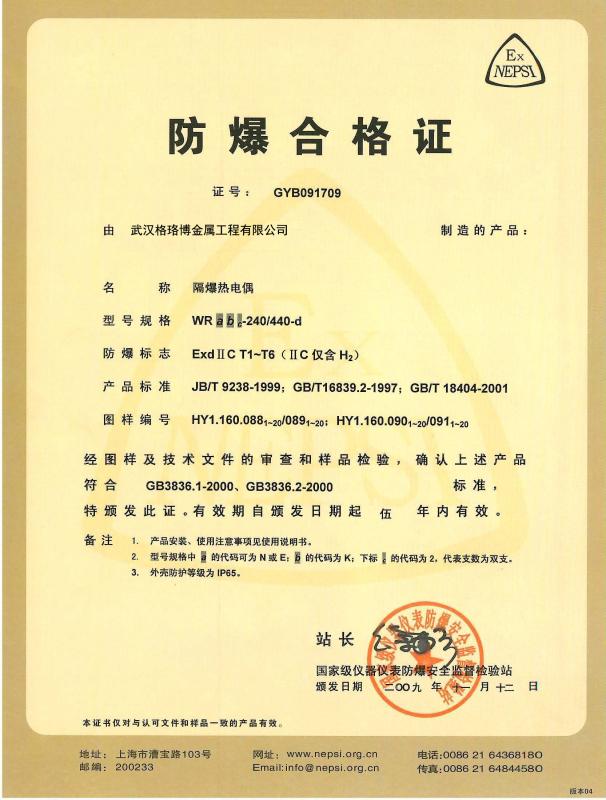 Ex
NEPSI
防爆合格证
证号： GYB091709
由 武汉格珞博金属工程有限公司 制造的产品：
名称 隔爆热电偶
型号规格 WR a b c-240/440-d
防爆标志 ExdⅡC T1~T6（ⅡC 仅含 H₂）
产品标准 JB/T 9238-1999；GB/T16839.2-1997；GB/T 18404-2001
图样编号 HY1.160.088₁₋₂₀/089₁₋₂₀；HY1.160.090₁₋₂₀/091₁₋₂₀
经图样及技术文件的审查和样品检验，确认上述产品
符合 GB3836.1-2000、GB3836.2-2000 标准，
特颁发此证。有效期自颁发日期起 伍 年内有效。
备注 1. 产品安装、使用注意事项见使用说明书。
2. 型号规格中 a 的代码可为 N 或 E；b 的代码为 K；下标 c 的代码为 2，代表支数为双支。
3. 外壳防护等级为 IP65。
站长
国家级仪器仪表防爆安全监督检验站
颁发日期 二〇〇九 年 十一 月 十二 日
本证书仅对与认可文件和样品一致的产品有效。
地址：上海市漕宝路103号 网址：www.nepsi.org.cn 电话:0086 21 64368180
邮编：200233 Email:info@nepsi.org.cn 传真:0086 21 64844580
版本04